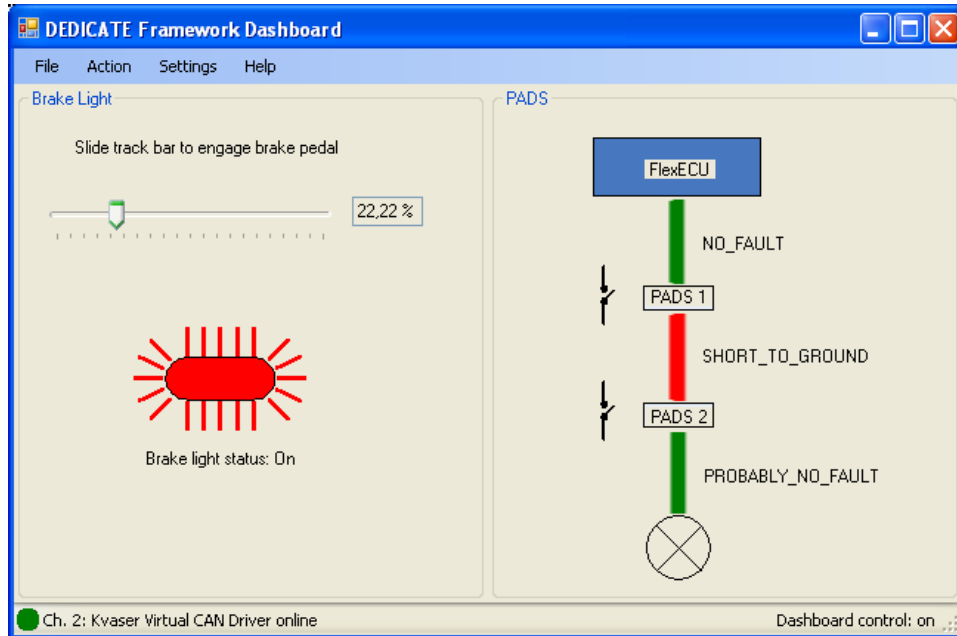 DEDICATE Framework Dashboard
File Action Settings Help
Brake Light
Slide track bar to engage brake pedal
22,22 %
Brake light status: On
PADS
FlexECU
NO_FAULT
PADS 1
SHORT_TO_GROUND
PADS 2
PROBABLY_NO_FAULT
Ch. 2: Kvaser Virtual CAN Driver online
Dashboard control: on